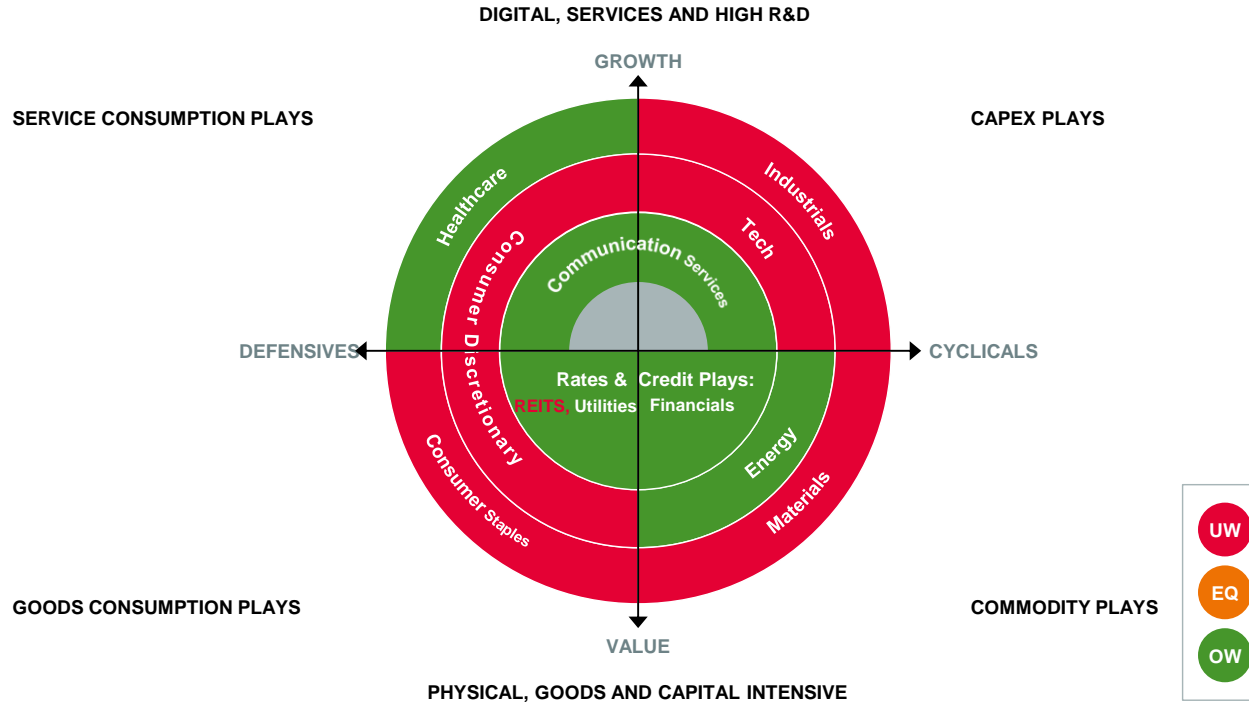 DIGITAL, SERVICES AND HIGH R&D
GROWTH
SERVICE CONSUMPTION PLAYS
CAPEX PLAYS
Healthcare
Industrials
Consumer Discretionary
Tech
Communication Services
DEFENSIVES
CYCLICALS
Rates & Credit Plays:
REITS, Utilities Financials
Consumer Staples
Energy
Materials
UW
EQ
OW
GOODS CONSUMPTION PLAYS
COMMODITY PLAYS
VALUE
PHYSICAL, GOODS AND CAPITAL INTENSIVE